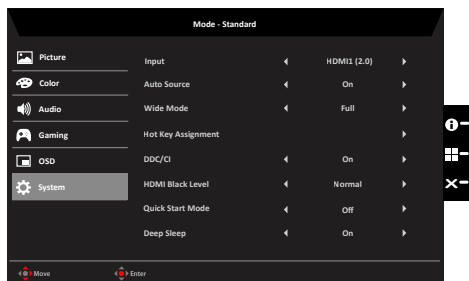 Mode - Standard
Picture
Color
Audio
Gaming
OSD
System
Input HDMI1 (2.0)
Auto Source On
Wide Mode Full
Hot Key Assignment
DDC/CI On
HDMI Black Level Normal
Quick Start Mode Off
Deep Sleep On
Move Enter